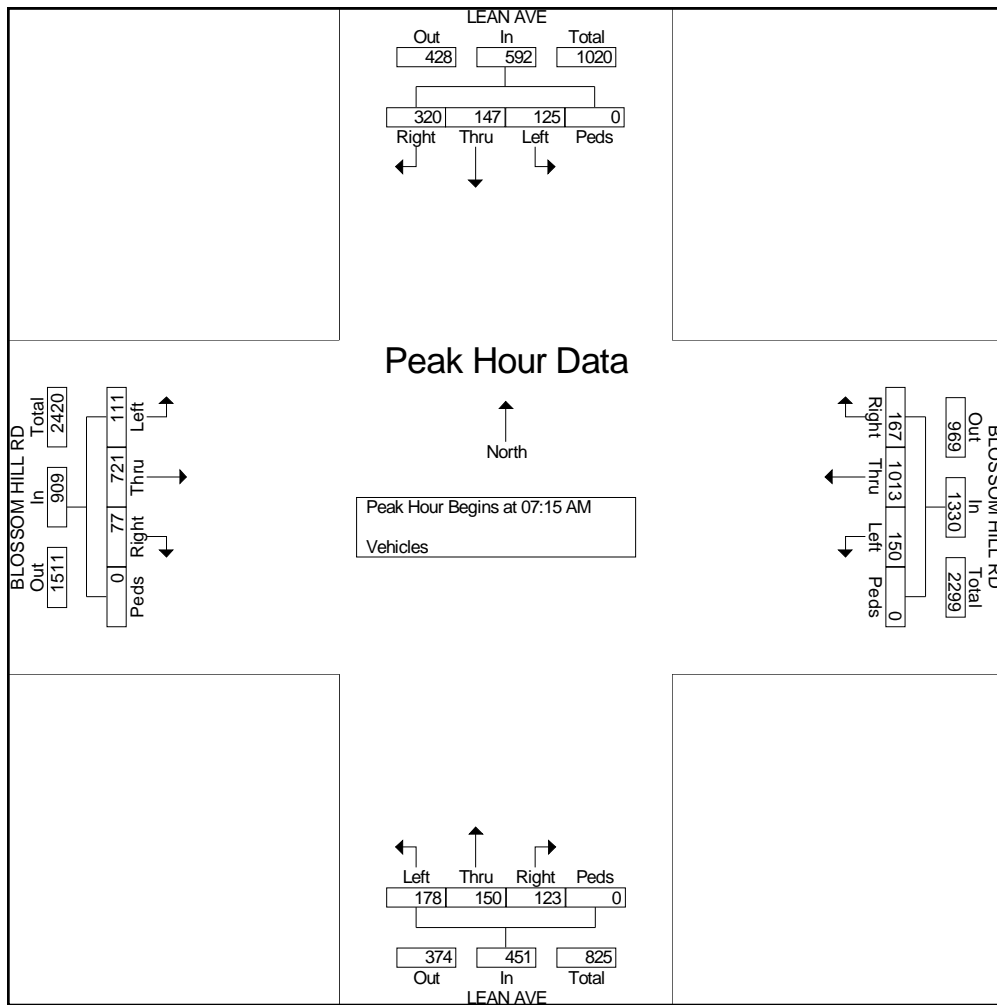 LEAN AVE
Out In Total
428 592 1020
320 147 125 0
Right Thru Left Peds
Peak Hour Data
North
Peak Hour Begins at 07:15 AM
Vehicles
BLOSSOM HILL RD
Out In Total
1511 909 2420
Left Thru Right Peds
111 721 77 0
BLOSSOM HILL RD
Out In Total
969 1330 2299
Right Thru Left Peds
167 1013 150 0
Left Thru Right Peds
178 150 123 0
374 451 825
Out In Total
LEAN AVE